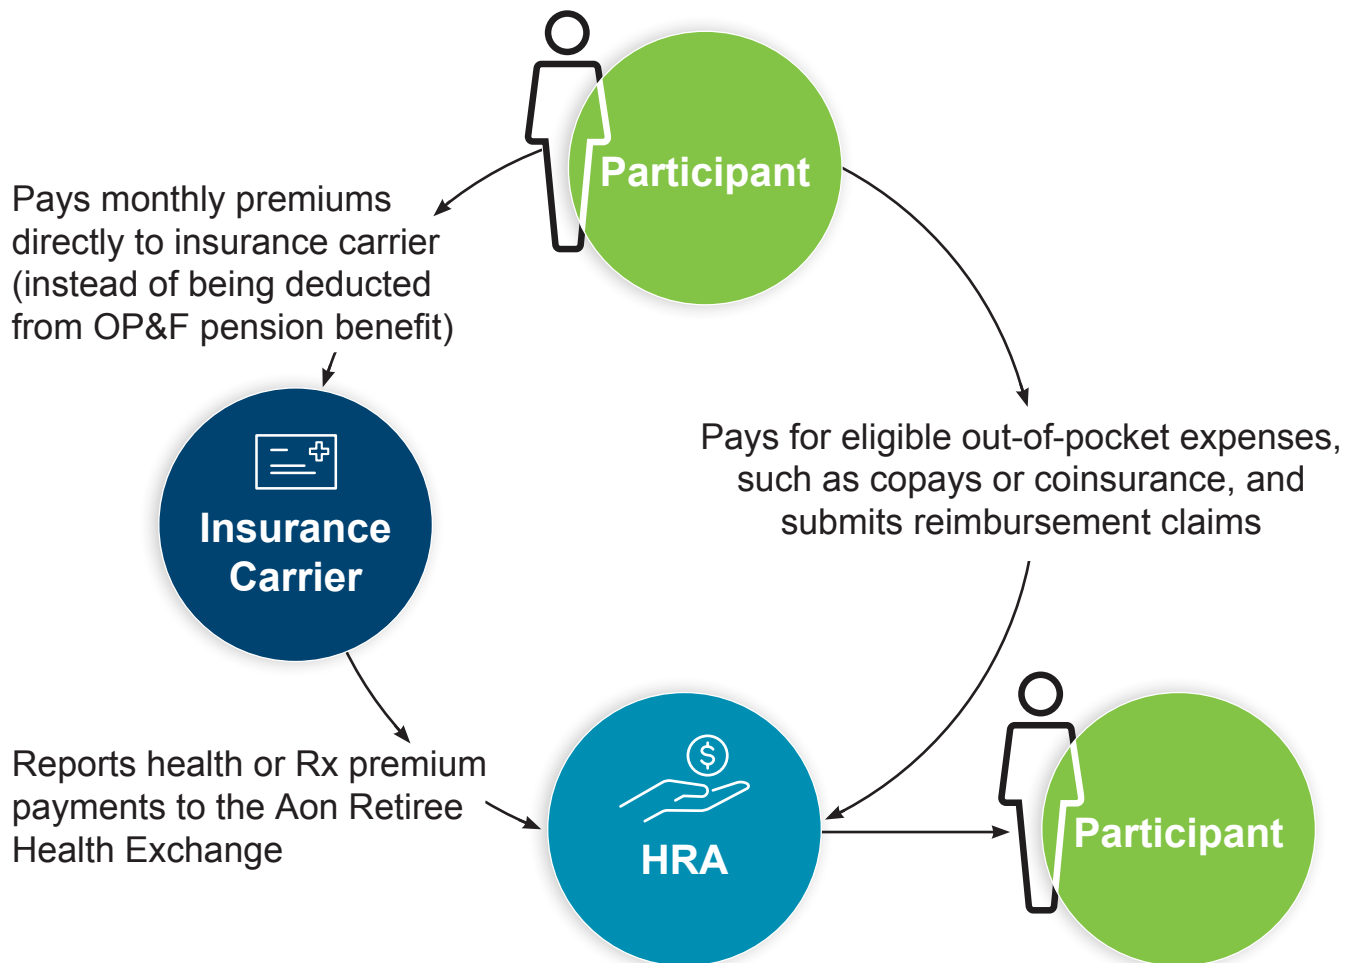 Participant
Pays monthly premiums
directly to insurance carrier
(instead of being deducted
from OP&F pension benefit)
Insurance
Carrier
Pays for eligible out-of-pocket expenses,
such as copays or coinsurance, and
submits reimbursement claims
Reports health or Rx premium
payments to the Aon Retiree
Health Exchange
$
HRA
Participant